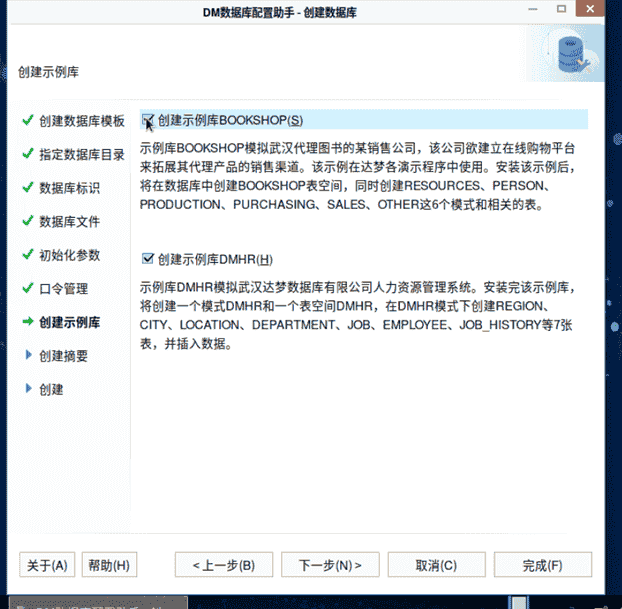 DM数据库配置助手 - 创建数据库
创建示例库
创建数据库模板
指定数据库目录
数据库标识
数据库文件
初始化参数
口令管理
创建示例库
创建摘要
创建
创建示例库BOOKSHOP(S)
示例库BOOKSHOP模拟武汉代理图书的某销售公司，该公司欲建立在线购物平台
来拓展其代理产品的销售渠道。该示例在达梦各演示程序中使用。安装该示例后，
将在数据库中创建BOOKSHOP表空间，同时创建RESOURCES、PERSON、
PRODUCTION、PURCHASING、SALES、OTHER这6个模式和相关的表。
创建示例库DMHR(H)
示例库DMHR模拟武汉达梦数据库有限公司人力资源管理系统。安装完该示例库，
将创建一个模式DMHR和一个表空间DMHR，在DMHR模式下创建REGION、
CITY、LOCATION、DEPARTMENT、JOB、EMPLOYEE、JOB_HISTORY等7张
表，并插入数据。
关于(A) 帮助(H) <上一步(B) 下一步(N)> 取消(C) 完成(F)